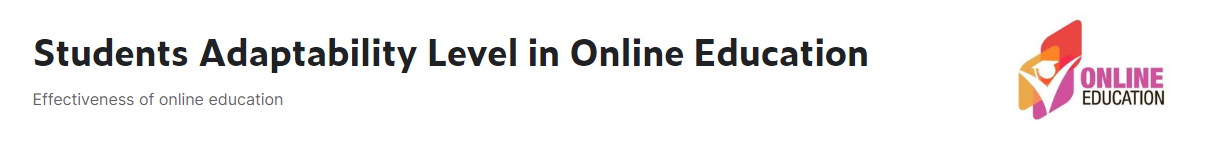 Students Adaptability Level in Online Education
Effectiveness of online education
ONLINE
EDUCATION